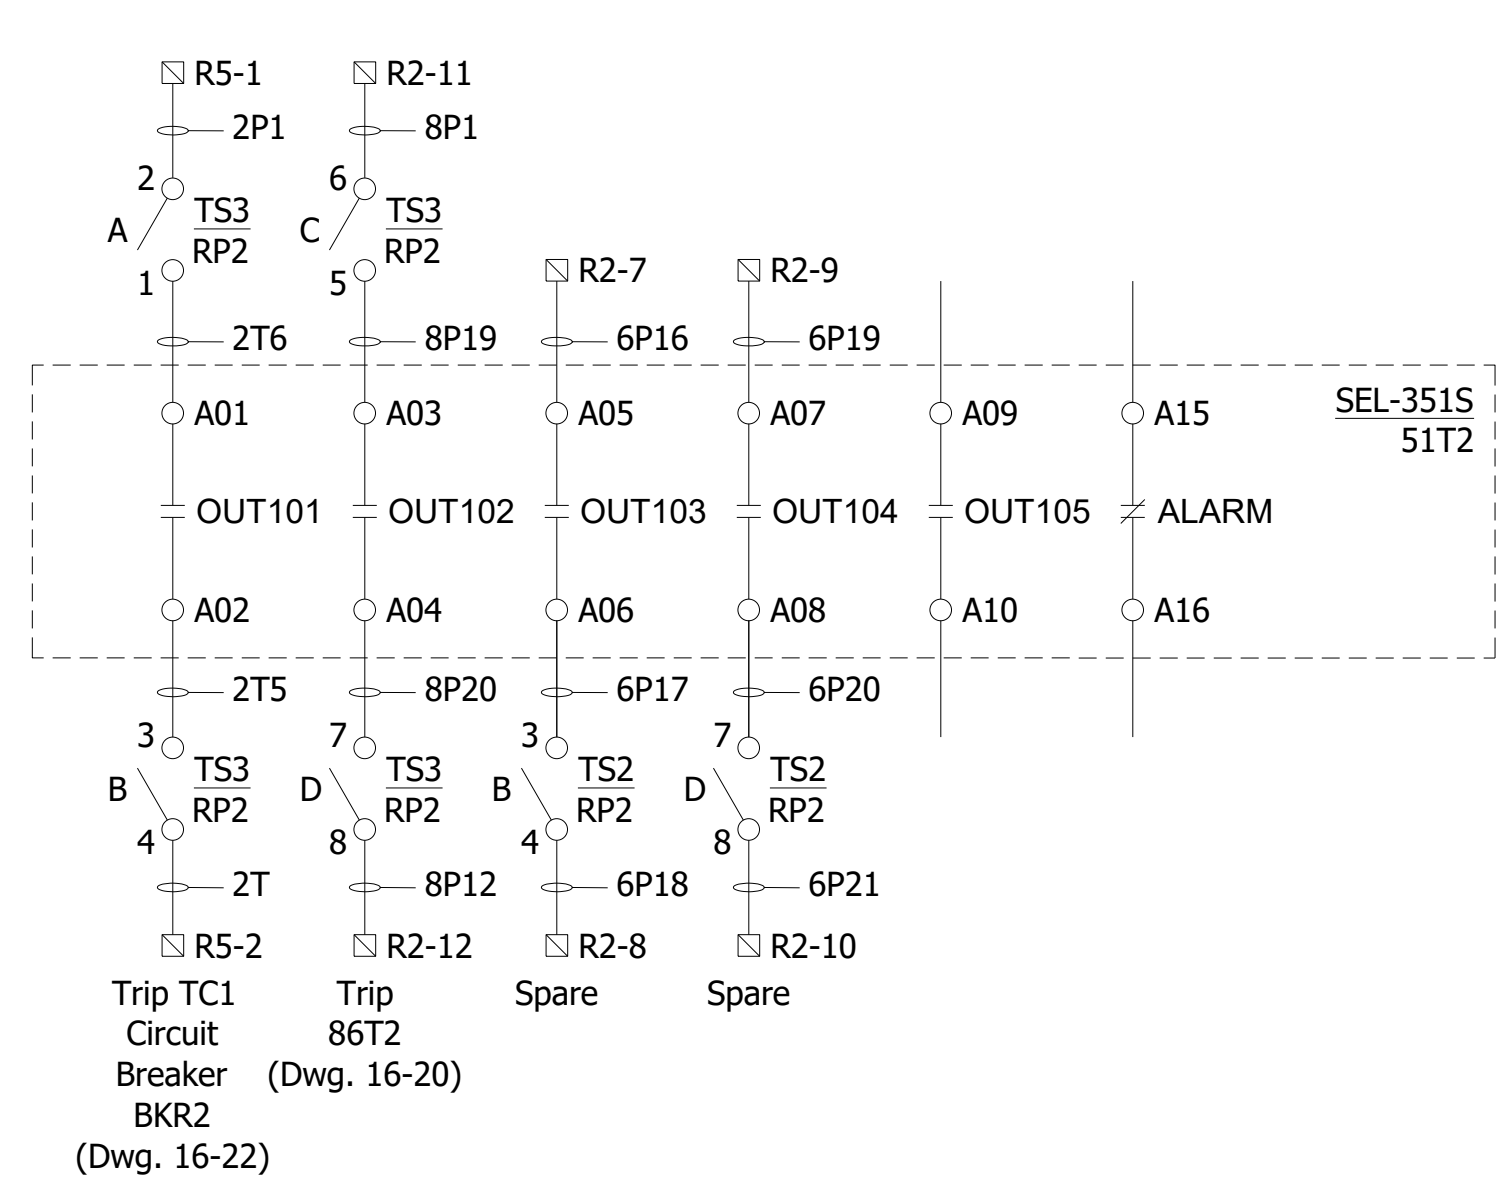 R5-1
R2-11
2P1
8P1
2
6
TS3
TS3
A
C
RP2
RP2
R2-7
R2-9
1
5
2T6
8P19
6P16
6P19
SEL-351S
A01
A03
A05
A07
A09
A15
51T2
OUT101
OUT102
OUT103
OUT104
OUT105
ALARM
A02
A04
A06
A08
A10
A16
2T5
8P20
6P17
6P20
3
7
3
7
TS3
TS3
TS2
TS2
B
D
B
D
RP2
RP2
RP2
RP2
4
8
4
8
2T
8P12
6P18
6P21
R5-2
R2-12
R2-8
R2-10
Trip TC1
Circuit
Breaker
BKR2
(Dwg. 16-22)
Trip
86T2
(Dwg. 16-20)
Spare
Spare